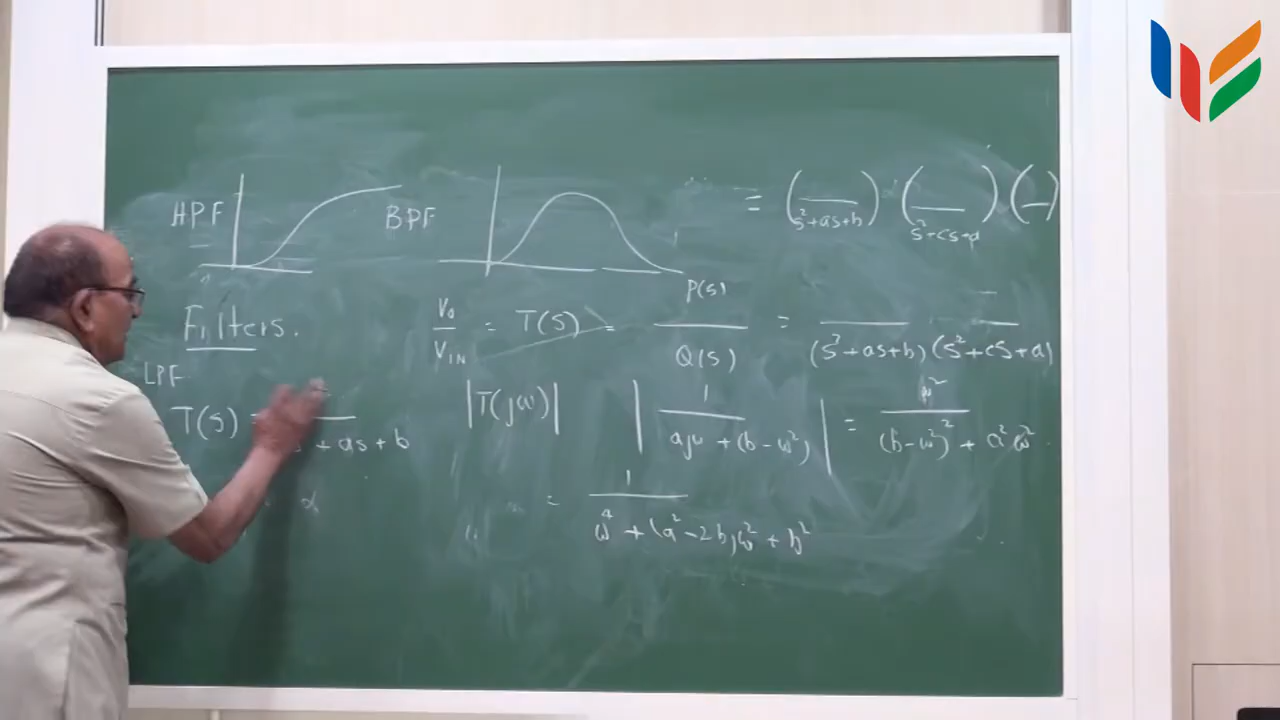 HPF
BPF
= (—/s²+as+b) (—/s²+cs+d) (—
Filters.
V₀/V_IN = T(s) = P(s)/Q(s) = —/(s²+as+b)(s²+cs+d)
LPF
T(s) = —/ +as+b
|T(jω)| |1/ajω+(b-ω²)| = ω²/(b-ω²)²+a²ω²
= 1/ω⁴+(a²-2b)ω²+b²